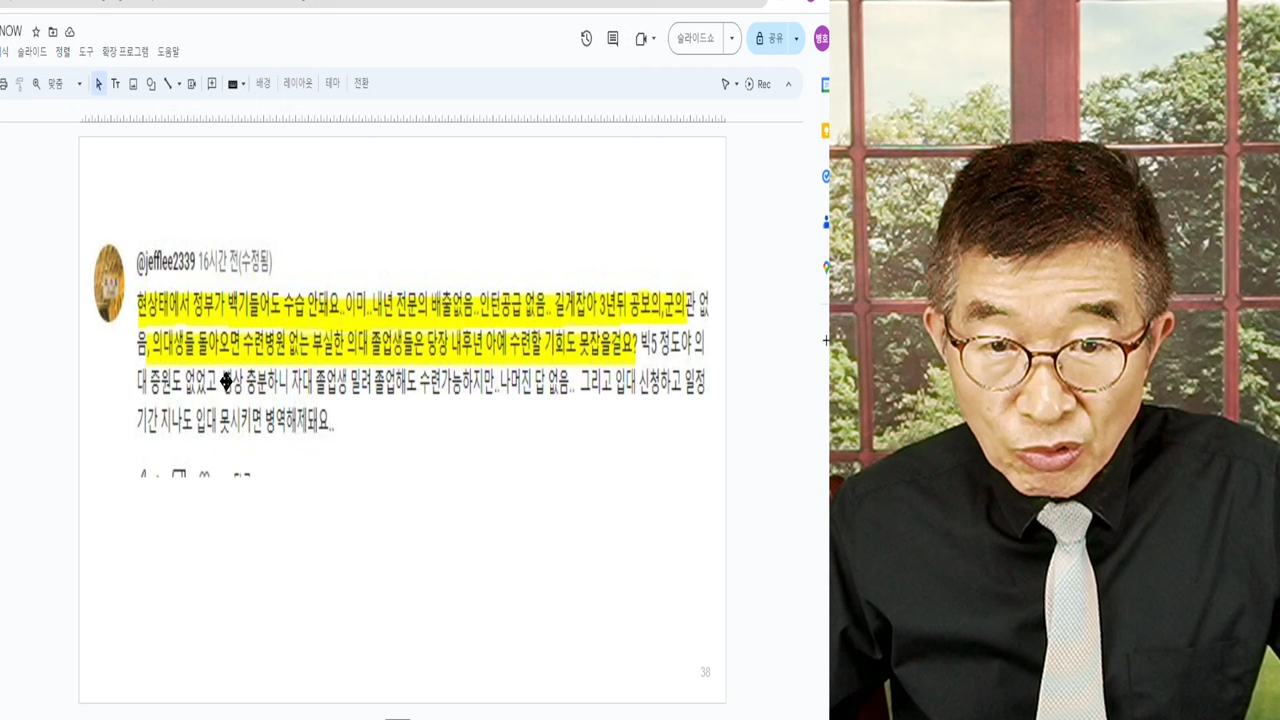 NOW
슬라이드 정렬 도구 확장 프로그램 도움말
슬라이드쇼
공유
맞춤
Tт
배경
레이아웃
테마
전환
Rec
@jefflee2339 16시간 전(수정됨)
현상태에서 정부가 백기들어도 수습 안돼요..이미..내년 전문의 배출없음..인턴공급 없음.. 길게잡아 3년뒤 공보의,군의관 없
음, 의대생들 돌아오면 수련병원 없는 부실한 의대 졸업생들은 당장 내후년 아예 수련할 기회도 못잡을걸요? 빅5 정도야 의
대 증원도 없었고 병상 충분하니 자대 졸업생 밀려 졸업해도 수련가능하지만..나머진 답 없음.. 그리고 입대 신청하고 일정
기간 지나도 입대 못시키면 병역해제돼요..
38